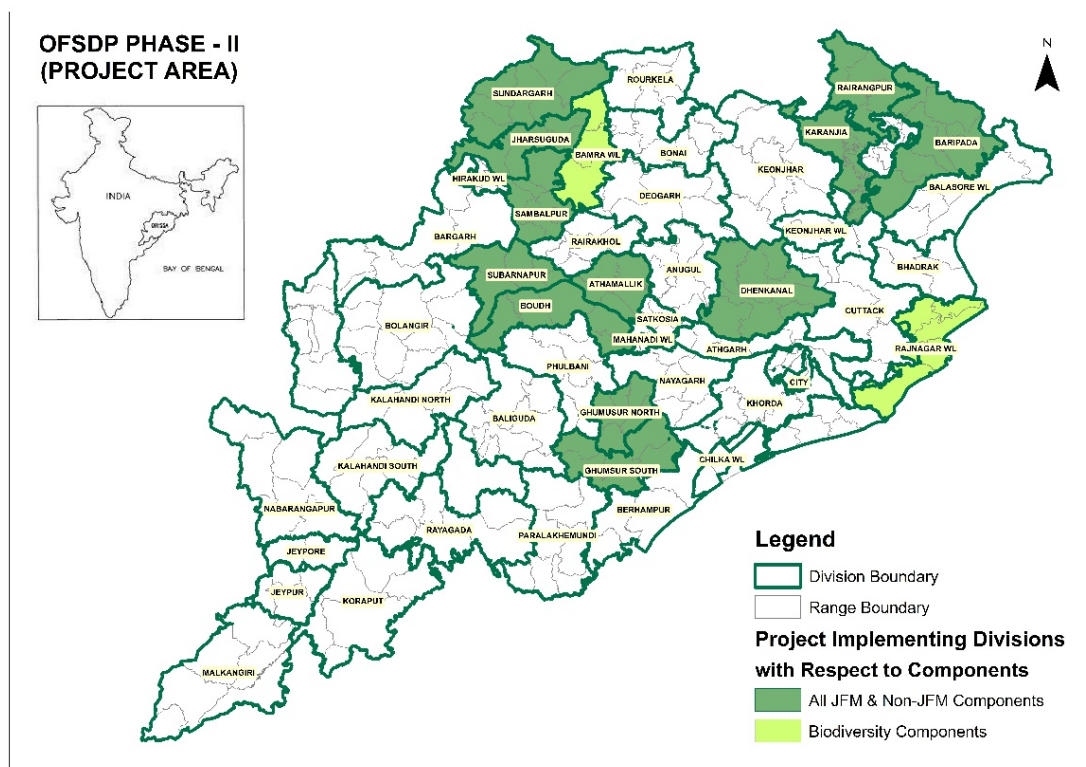 OFSDP PHASE - II
(PROJECT AREA)
N
INDIA
ORISSA
BAY OF BENGAL
ROURKELA
SUNDARGARH
RAIRANGPUR
JHARSUGUDA
KARANJIA
BARIPADA
BAMRA WL
BONAI
KEONJHAR
HIRAKUD WL
DEOGARH
BALASORE WL
SAMBALPUR
BARGARH
RAIRAKHOL
KEONJHAR WL
SUBARNAPUR
ATHAMALLIK
ANUGUL
BHADRAK
DHENKANAL
BOUDH
CUTTACK
BOLANGIR
SATKOSIA
MAHANADI WL
ATHGARH
RAJNAGAR WL
PHULBANI
NAYAGARH
CITY
KALAHANDI NORTH
KHORDA
BALIGUDA
GHUMUSUR NORTH
CHILKA WL
KALAHANDI SOUTH
GHUMSUR SOUTH
NABARANGAPUR
BERHAMPUR
RAYAGADA
PARALAKHEMUNDI
JEYPORE
JEYPUR
KORAPUT
MALKANGIRI
Legend
Division Boundary
Range Boundary
Project Implementing Divisions
with Respect to Components
All JFM & Non-JFM Components
Biodiversity Components